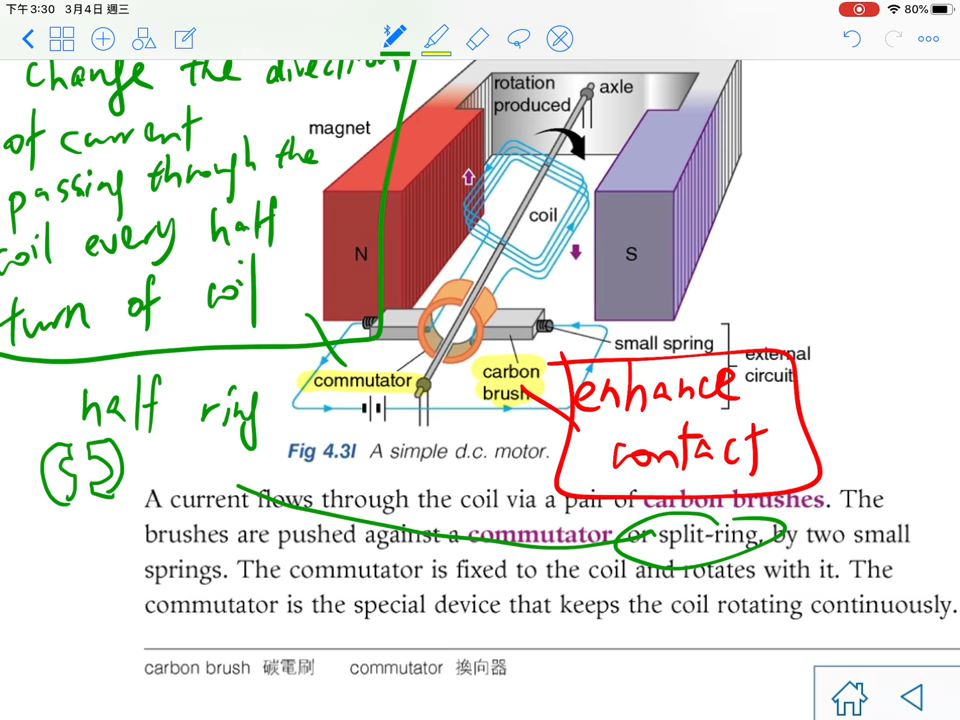 下午3:30 3月4日 週三
80%
change the direction
of current
passing through the
coil every half
turn of coil
rotation
produced
axle
magnet
coil
N
S
small spring
external
circuit
commutator
carbon
brush
enhance
contact
half ring
Fig 4.3l A simple d.c. motor.
A current flows through the coil via a pair of carbon brushes. The
brushes are pushed against a commutator or split-ring, by two small
springs. The commutator is fixed to the coil and rotates with it. The
commutator is the special device that keeps the coil rotating continuously.
carbon brush 碳電刷 commutator 換向器